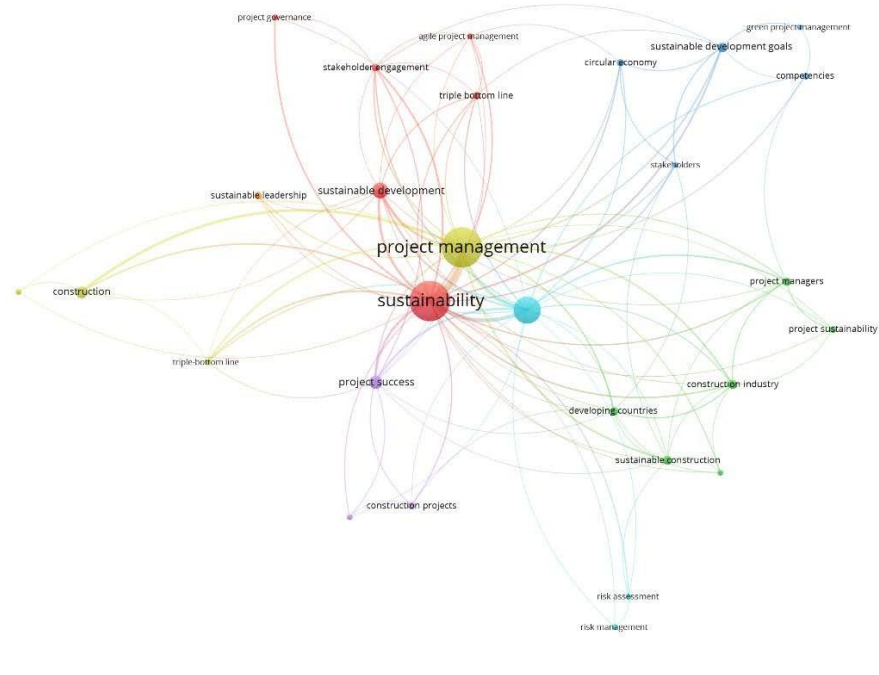 project governance
green project management
agile project management
sustainable development goals
circular economy
stakeholder engagement
competencies
triple bottom line
stakeholders
sustainable development
sustainable leadership
project management
project managers
construction
sustainability
project sustainability
triple-bottom line
project success
construction industry
developing countries
sustainable construction
construction projects
risk assessment
risk management